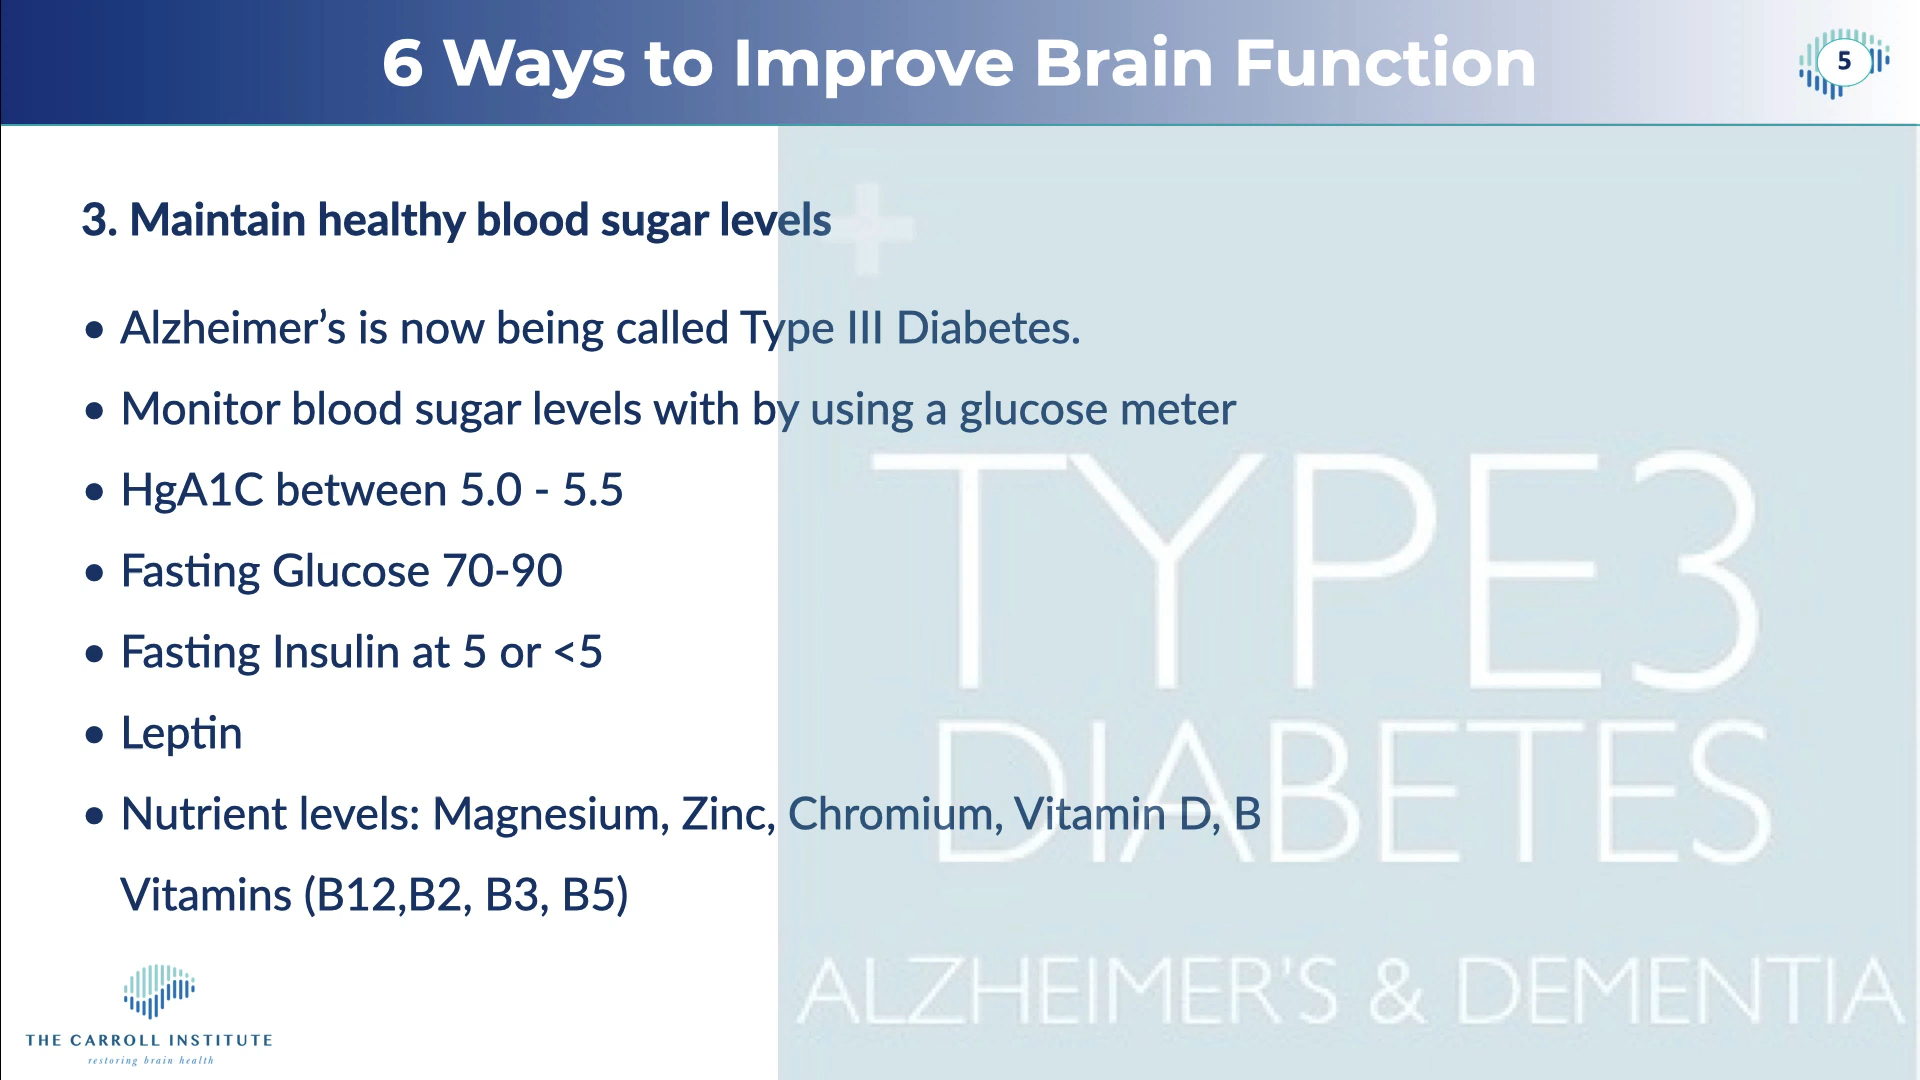 6 Ways to Improve Brain Function
5
3. Maintain healthy blood sugar levels
• Alzheimer’s is now being called Type III Diabetes.
• Monitor blood sugar levels with by using a glucose meter
• HgA1C between 5.0 - 5.5
• Fasting Glucose 70-90
• Fasting Insulin at 5 or <5
• Leptin
• Nutrient levels: Magnesium, Zinc, Chromium, Vitamin D, B
Vitamins (B12,B2, B3, B5)
TYPE3
DIABETES
ALZHEIMER'S & DEMENTIA
THE CARROLL INSTITUTE
restoring brain health